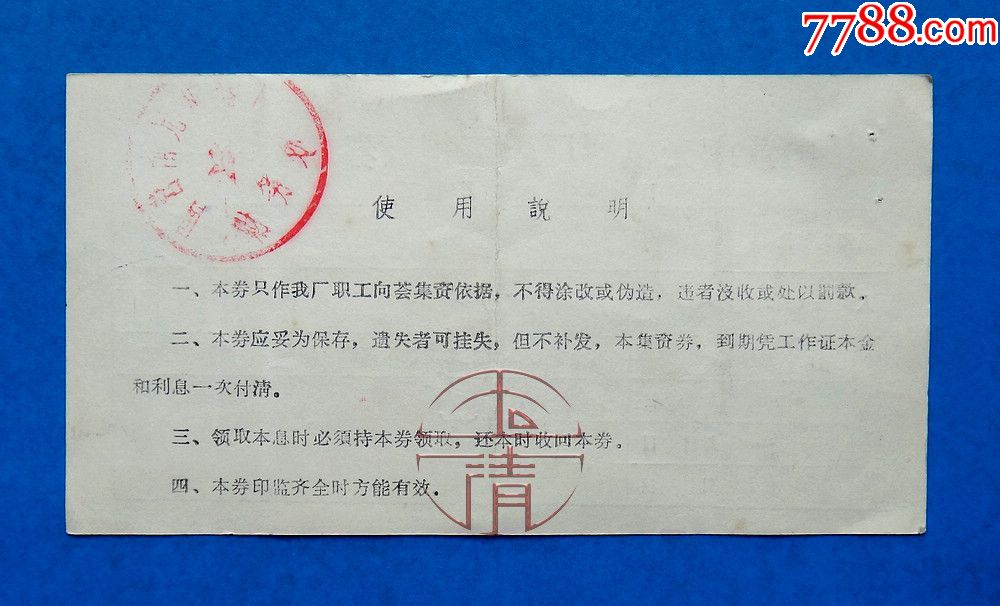 7788.com
使用說明
一、本券只作我厂职工向荟集资依据，不得涂改或伪造，违者没收或处以罚款。
二、本券应妥为保存，遗失者可挂失，但不补发，本集资券，到期凭工作证本金
和利息一次付清。
三、领取本息时必须持本券领取，还本时收回本券。
四、本券印监齐全时方能有效。
财务处